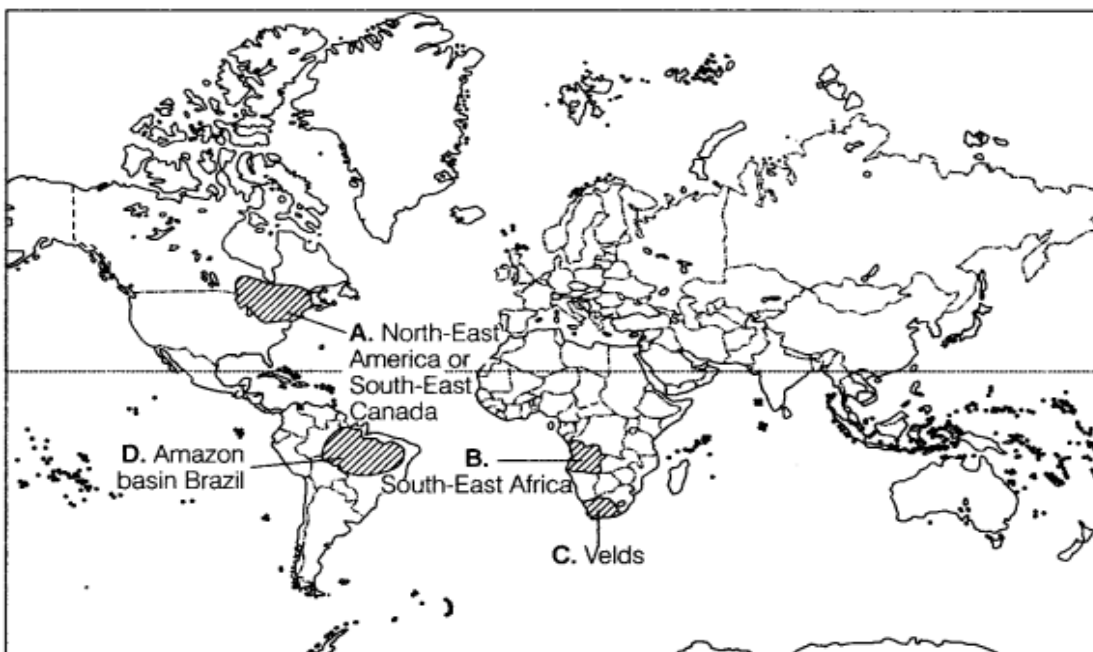 A. North-East
America or
South-East
Canada
D. Amazon
basin Brazil
B.
South-East Africa
C. Velds